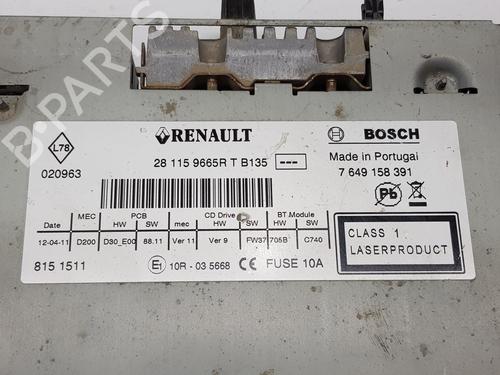 L78
020963
RENAULT
28 115 9665R T B135
---
BOSCH
Made in Portugal
7 649 158 391
Pb
MEC PCB CD Drive BT.Module
Date HW SW mec HW SW HW SW
12-04-11 D200 D30_E00 88.11 Ver 11 Ver 9 FW37 705B C740
815 1511
E1 10R - 03 5668 CE FUSE 10A
CLASS 1
LASERPRODUCT
B-PARTS